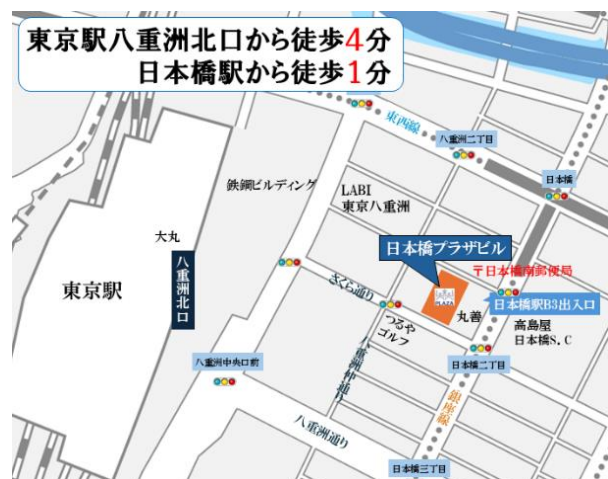 東京駅八重洲北口から徒歩4分
日本橋駅から徒歩1分
東西線
八重洲二丁目
日本橋
鉄鋼ビルディング
LABI
東京八重洲
大丸
八重洲北口
東京駅
日本橋プラザビル
〒日本橋南郵便局
さくら通り
PLAZA
丸善
日本橋駅B3出入口
つるや
ゴルフ
高島屋
日本橋S.C
八重洲中央口前
八重洲仲通り
日本橋二丁目
銀座線
八重洲通り
日本橋三丁目